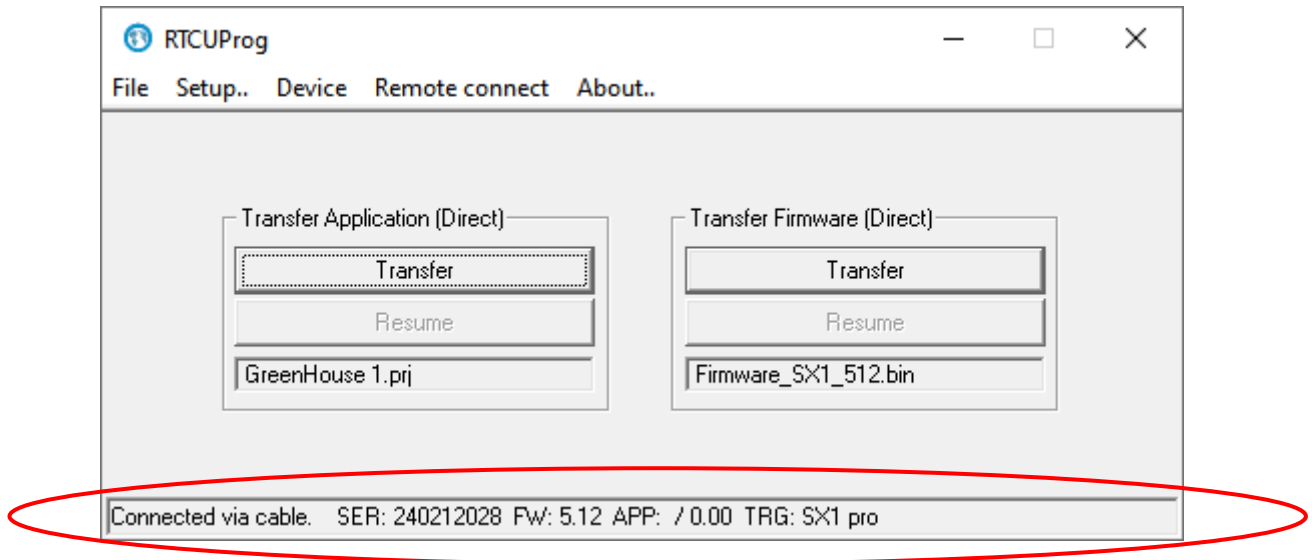 RTCUProg
File Setup.. Device Remote connect About..
Transfer Application (Direct)
Transfer
Resume
GreenHouse 1.prj
Transfer Firmware (Direct)
Transfer
Resume
Firmware_SX1_512.bin
Connected via cable. SER: 240212028 FW: 5.12 APP: / 0.00 TRG: SX1 pro